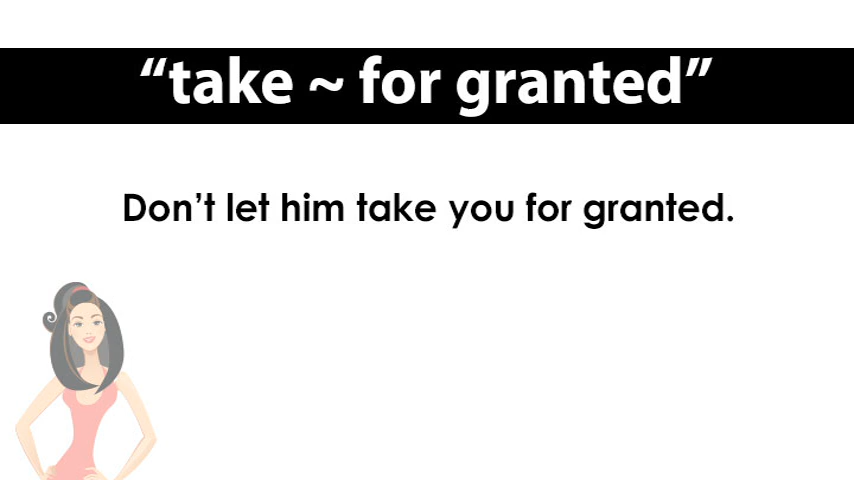 “take ~ for granted”
Don’t let him take you for granted.